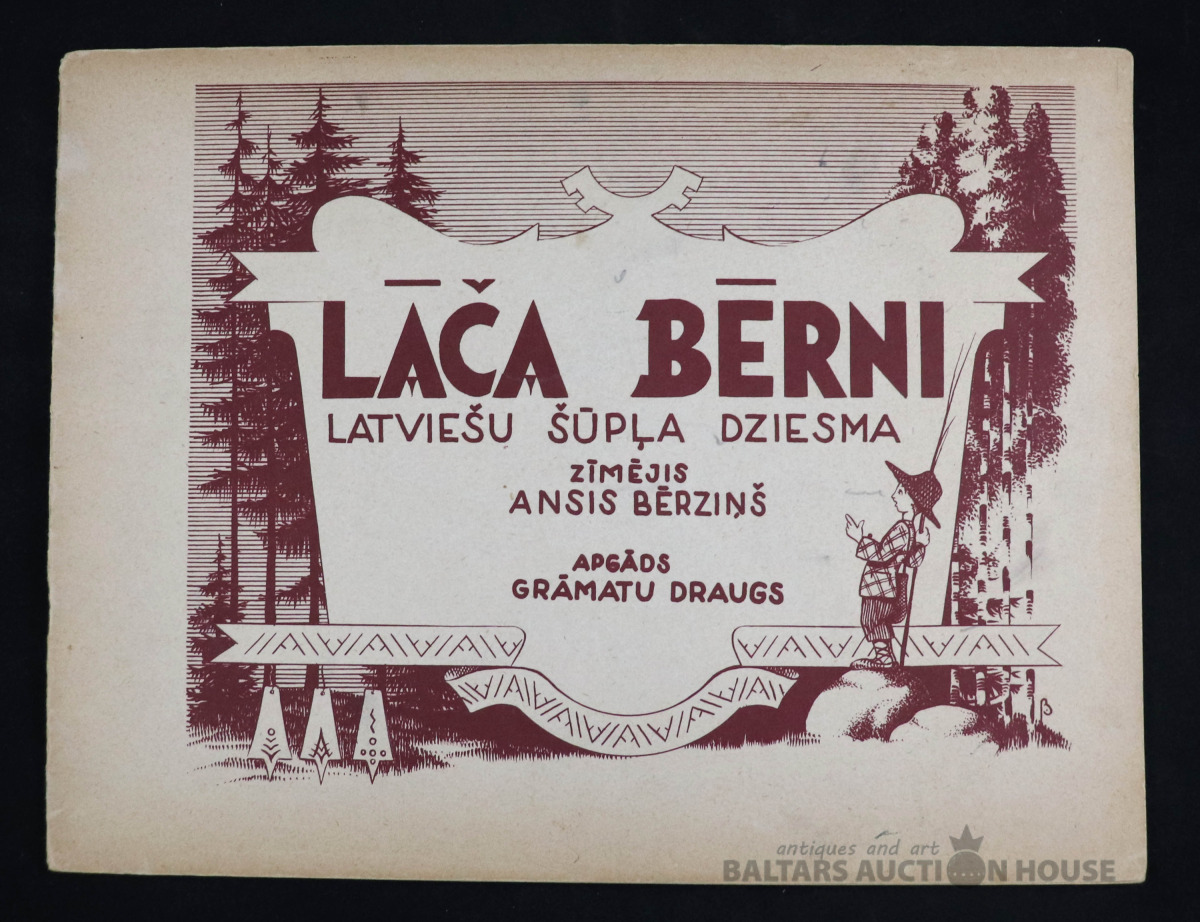 LĀČA BĒRNI
LATVIEŠU ŠŪPĻA DZIESMA
ZĪMĒJIS
ANSIS BĒRZIŅŠ
APGĀDS
GRĀMATU DRAUGS
B
antiques and art
BALTARS AUCTION HOUSE